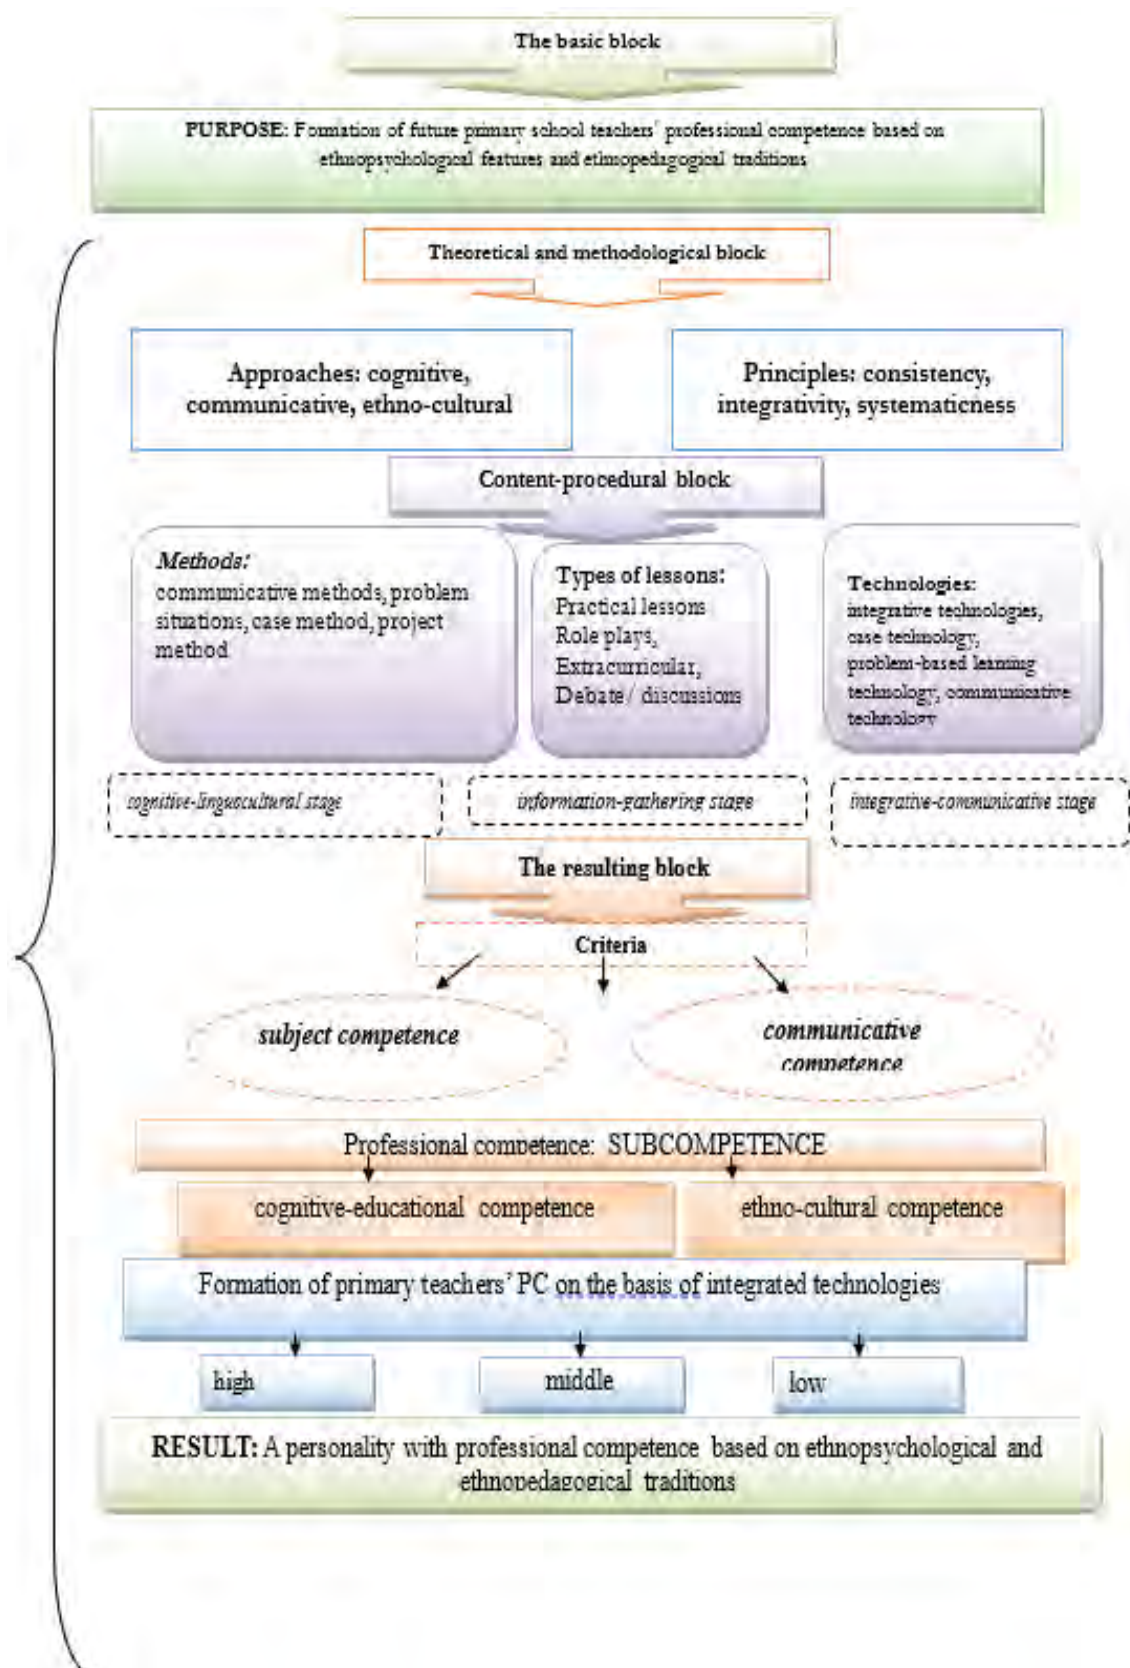 The basic block
PURPOSE: Formation of future primary school teachers' professional competence based on
ethnopsychological features and ethnopedagogical traditions
Theoretical and methodological block
Approaches: cognitive,
communicative, ethno-cultural
Principles: consistency,
integrativity, systematicness
Content-procedural block
Methods:
communicative methods, problem
situations, case method, project
method
Types of lessons:
Practical lessons
Role plays,
Extracurricular,
Debate/ discussions
Technologies:
integrative technologies,
case technology,
problem-based learning
technology, communicative
technology
cognitive-linguocultural stage
information-gathering stage
integrative-communicative stage
The resulting block
Criteria
subject competence
communicative
competence
Professional competence: SUBCOMPETENCE
cognitive-educational competence
ethno-cultural competence
Formation of primary teachers' PC on the basis of integrated technologies
high
middle
low
RESULT: A personality with professional competence based on ethnopsychological and
ethnopedagogical traditions